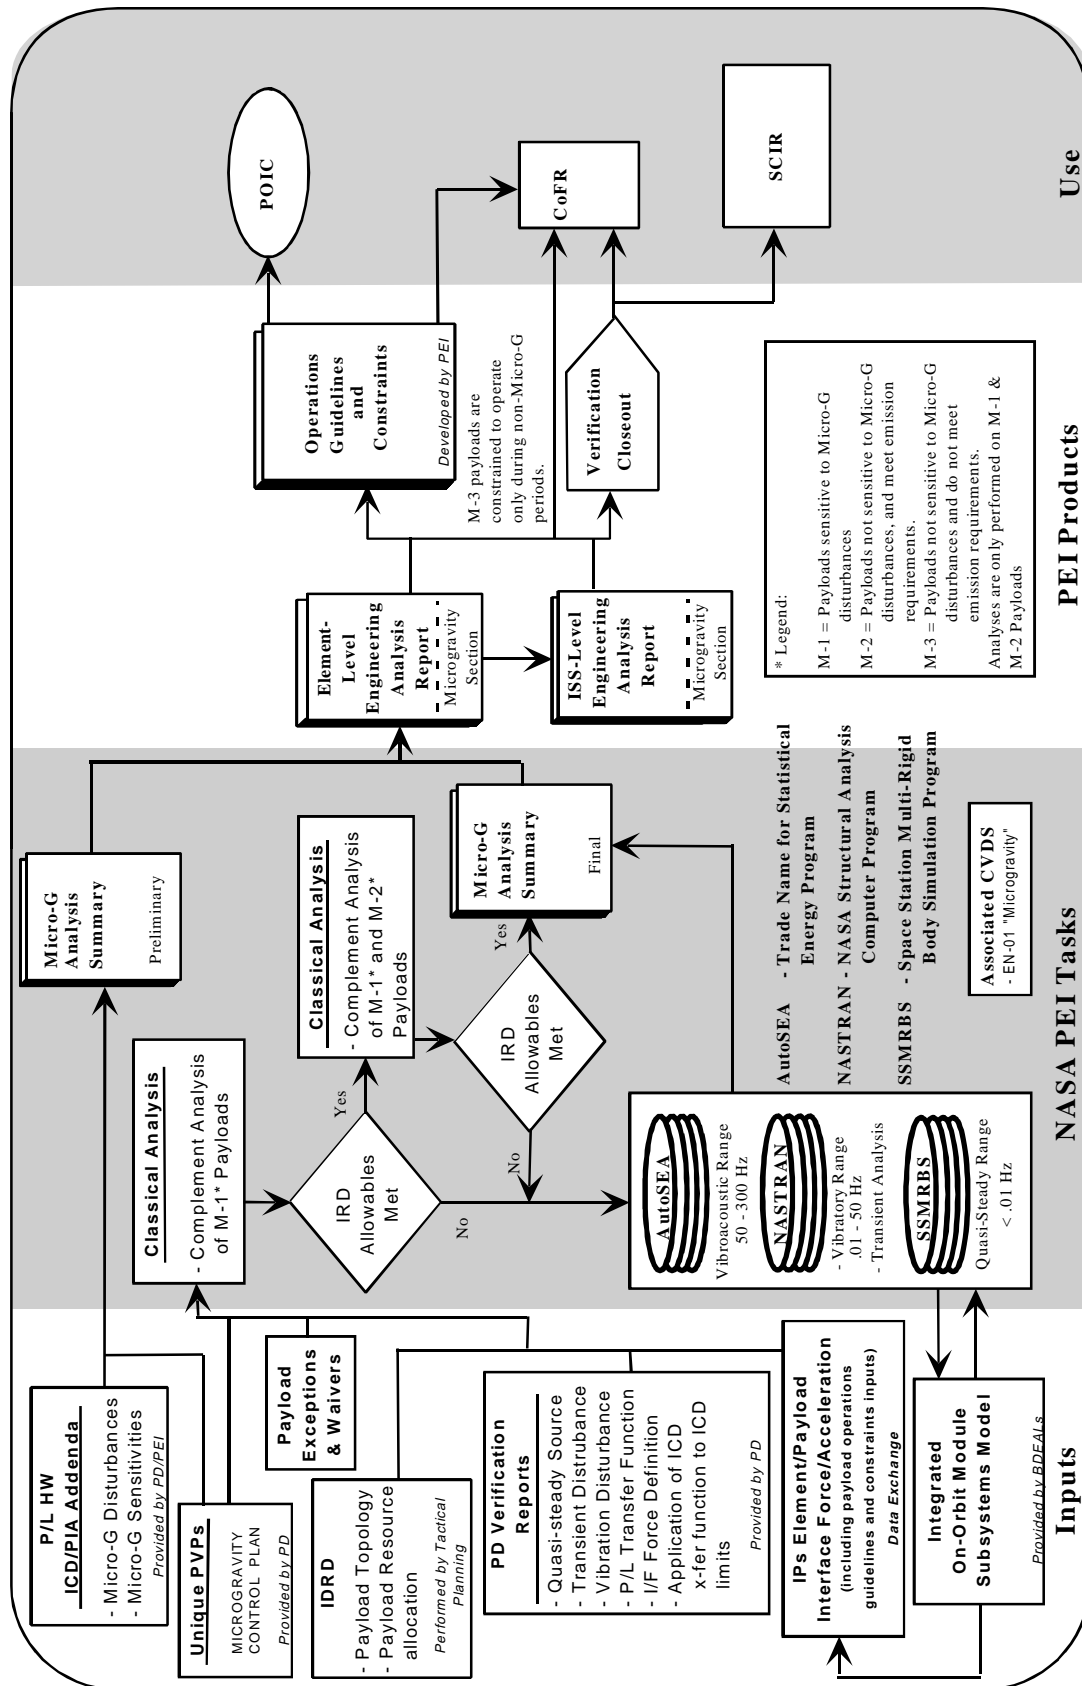 P/L HW
ICD/PIA Addenda
- Micro-G Disturbances
- Micro-G Sensitivities
Provided by PD/PEI
Unique PVPs
MICROGRAVITY
CONTROL PLAN
Provided by PD
Payload
Exceptions
& Waivers
IDRD
- Payload Topology
- Payload Resource
allocation
Performed by Tactical
Planning
PD Verification
Reports
- Quasi-steady Source
- Transient Distrubance
- Vibration Disturbance
- P/L Transfer Function
- I/F Force Definition
- Application of ICD
x-fer function to ICD
limits
Provided by PD
IPs Element/Payload
Interface Force/Acceleration
(including payload operations
guidelines and constraints inputs)
Data Exchange
Integrated
On-Orbit Module
Subsystems Model
Provided by BDEALs
Inputs
Micro-G
Analysis
Summary
Preliminary
Classical Analysis
- Complement Analysis
of M-1* Payloads
IRD
Allowables
Met
Yes
No
Classical Analysis
- Complement Analysis
of M-1* and M-2*
Payloads
IRD
Allowables
Met
Yes
No
Micro-G
Analysis
Summary
Final
AutoSEA
Vibroacoustic Range
50 - 300 Hz
NASTRAN
- Vibratory Range
.01 - 50 Hz
- Transient Analysis
SSMRBS
Quasi-Steady Range
< .01 Hz
AutoSEA - Trade Name for Statistical
Energy Program
NASTRAN - NASA Structural Analysis
Computer Program
SSMRBS - Space Station Multi-Rigid
Body Simulation Program
Associated CVDS
- EN-01 "Microgravity"
NASA PEI Tasks
Element-
Level
Engineering
Analysis
Report
Microgravity
Section
ISS-Level
Engineering
Analysis
Report
Microgravity
Section
Operations
Guidelines
and
Constraints
Developed by PEI
M-3 payloads are
constrained to operate
only during non-Micro-G
periods.
Verification
Closeout
* Legend:
M-1 = Payloads sensitive to Micro-G
disturbances
M-2 = Payloads not sensitive to Micro-G
disturbances, and meet emission
requirements.
M-3 = Payloads not sensitive to Micro-G
disturbances and do not meet
emission requirements.
Analyses are only performed on M-1 &
M-2 Payloads
PEI Products
POIC
CoFR
SCIR
Use